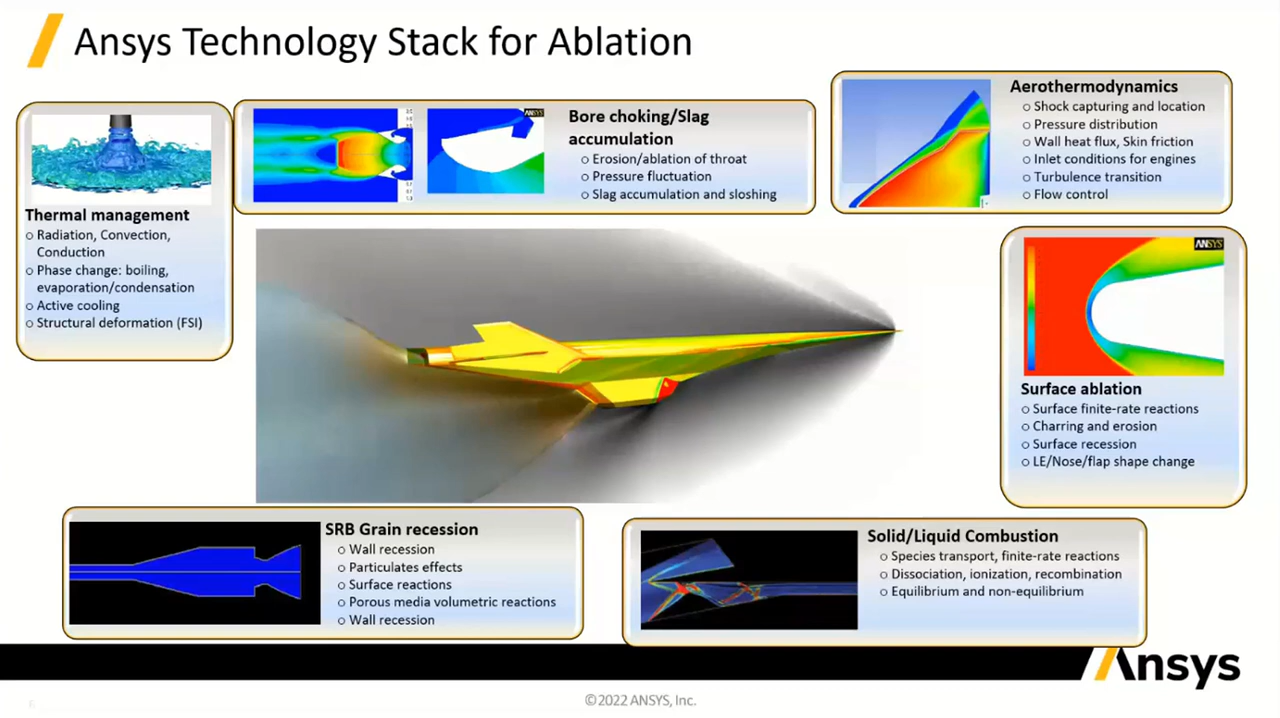 Ansys Technology Stack for Ablation
Thermal management
o Radiation, Convection,
Conduction
o Phase change: boiling,
evaporation/condensation
o Active cooling
o Structural deformation (FSI)
ANSYS
Bore choking/Slag
accumulation
o Erosion/ablation of throat
o Pressure fluctuation
o Slag accumulation and sloshing
Aerothermodynamics
o Shock capturing and location
o Pressure distribution
o Wall heat flux, Skin friction
o Inlet conditions for engines
o Turbulence transition
o Flow control
ANSYS
Surface ablation
o Surface finite-rate reactions
o Charring and erosion
o Surface recession
o LE/Nose/flap shape change
SRB Grain recession
o Wall recession
o Particulates effects
o Surface reactions
o Porous media volumetric reactions
o Wall recession
Solid/Liquid Combustion
o Species transport, finite-rate reactions
o Dissociation, ionization, recombination
o Equilibrium and non-equilibrium
Ansys
©2022 ANSYS, Inc.